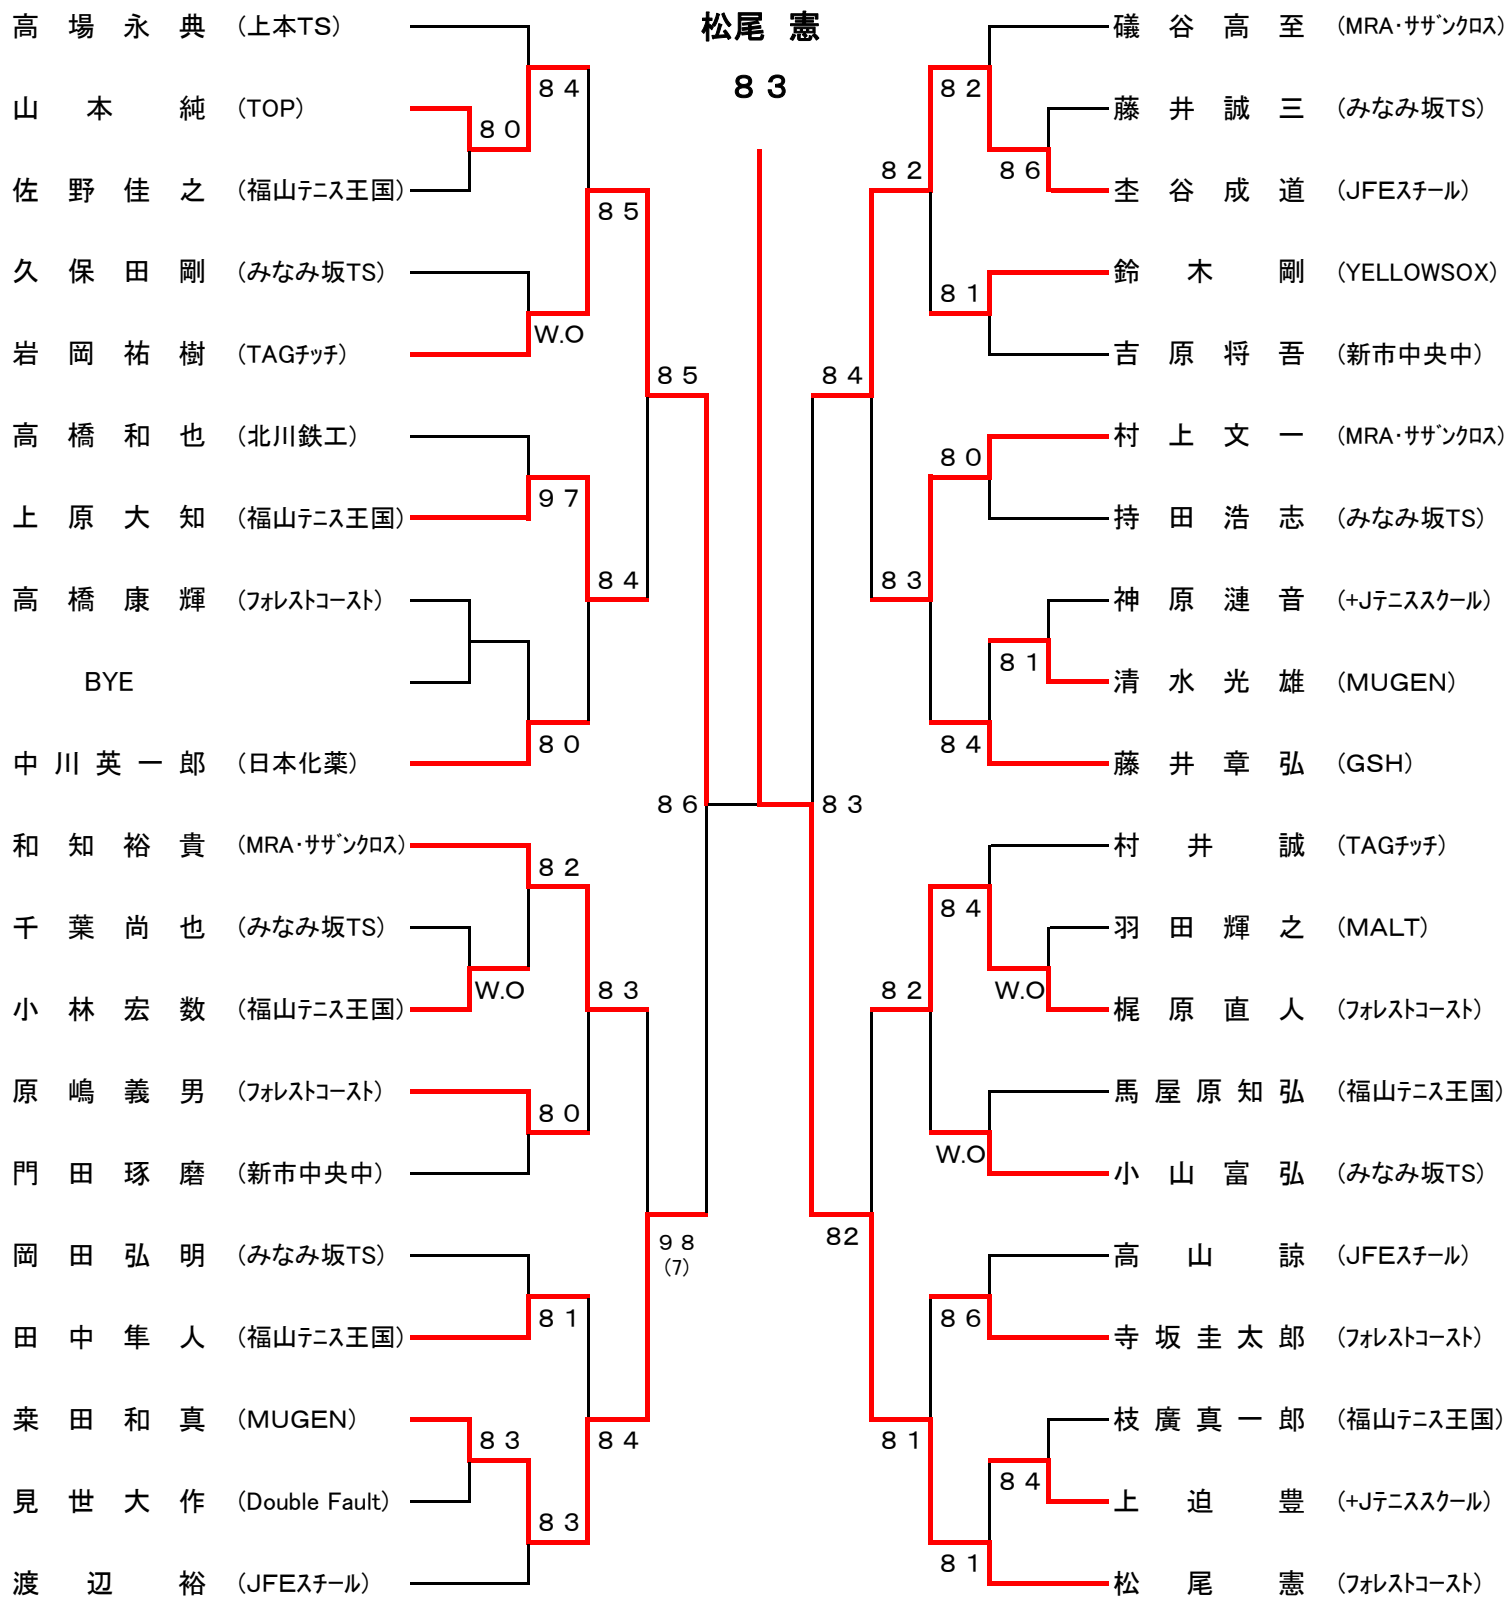 松尾 憲
８３
高場永典 (上本TS)
84
山本純 (TOP)
80
佐野佳之 (福山テニス王国)
85
久保田剛 (みなみ坂TS)
W.O
岩岡祐樹 (TAGチッチ)
85
高橋和也 (北川鉄工)
97
上原大知 (福山テニス王国)
84
高橋康輝 (フォレストコースト)
BYE
80
中川英一郎 (日本化薬)
86
和知裕貴 (MRA・サザンクロス)
82
千葉尚也 (みなみ坂TS)
W.O
小林宏数 (福山テニス王国)
83
原嶋義男 (フォレストコースト)
80
門田琢磨 (新市中央中)
98
(7)
岡田弘明 (みなみ坂TS)
81
田中隼人 (福山テニス王国)
桒田和真 (MUGEN)
83
84
見世大作 (Double Fault)
83
渡辺裕 (JFEスチール)
礒谷高至 (MRA・サザンクロス)
82
藤井誠三 (みなみ坂TS)
86
82
杢谷成道 (JFEスチール)
鈴木剛 (YELLOWSOX)
81
吉原将吾 (新市中央中)
84
村上文一 (MRA・サザンクロス)
80
持田浩志 (みなみ坂TS)
83
神原漣音 (+Jテニススクール)
81
清水光雄 (MUGEN)
84
藤井章弘 (GSH)
83
村井誠 (TAGチッチ)
84
羽田輝之 (MALT)
W.O
82
梶原直人 (フォレストコースト)
馬屋原知弘 (福山テニス王国)
W.O
小山富弘 (みなみ坂TS)
82
高山諒 (JFEスチール)
86
寺坂圭太郎 (フォレストコースト)
枝廣真一郎 (福山テニス王国)
81
84
上迫豊 (+Jテニススクール)
81
松尾憲 (フォレストコースト)